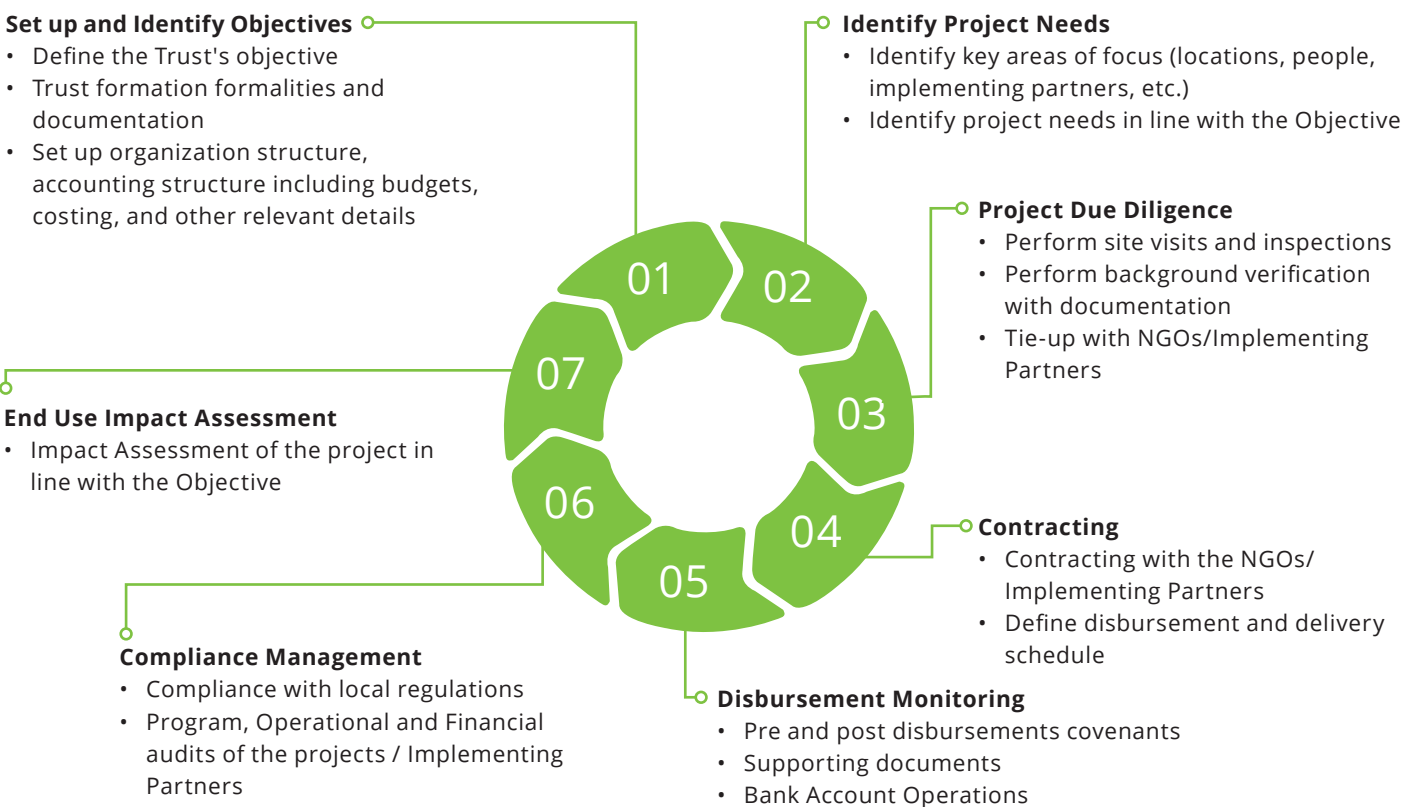 Set up and Identify Objectives
• Define the Trust's objective
• Trust formation formalities and
documentation
• Set up organization structure,
accounting structure including budgets,
costing, and other relevant details
Identify Project Needs
• Identify key areas of focus (locations, people,
implementing partners, etc.)
• Identify project needs in line with the Objective
Project Due Diligence
• Perform site visits and inspections
• Perform background verification
with documentation
• Tie-up with NGOs/Implementing
Partners
01
02
03
04
05
06
07
Contracting
• Contracting with the NGOs/
Implementing Partners
• Define disbursement and delivery
schedule
Disbursement Monitoring
• Pre and post disbursements covenants
• Supporting documents
• Bank Account Operations
Compliance Management
• Compliance with local regulations
• Program, Operational and Financial
audits of the projects / Implementing
Partners
End Use Impact Assessment
• Impact Assessment of the project in
line with the Objective